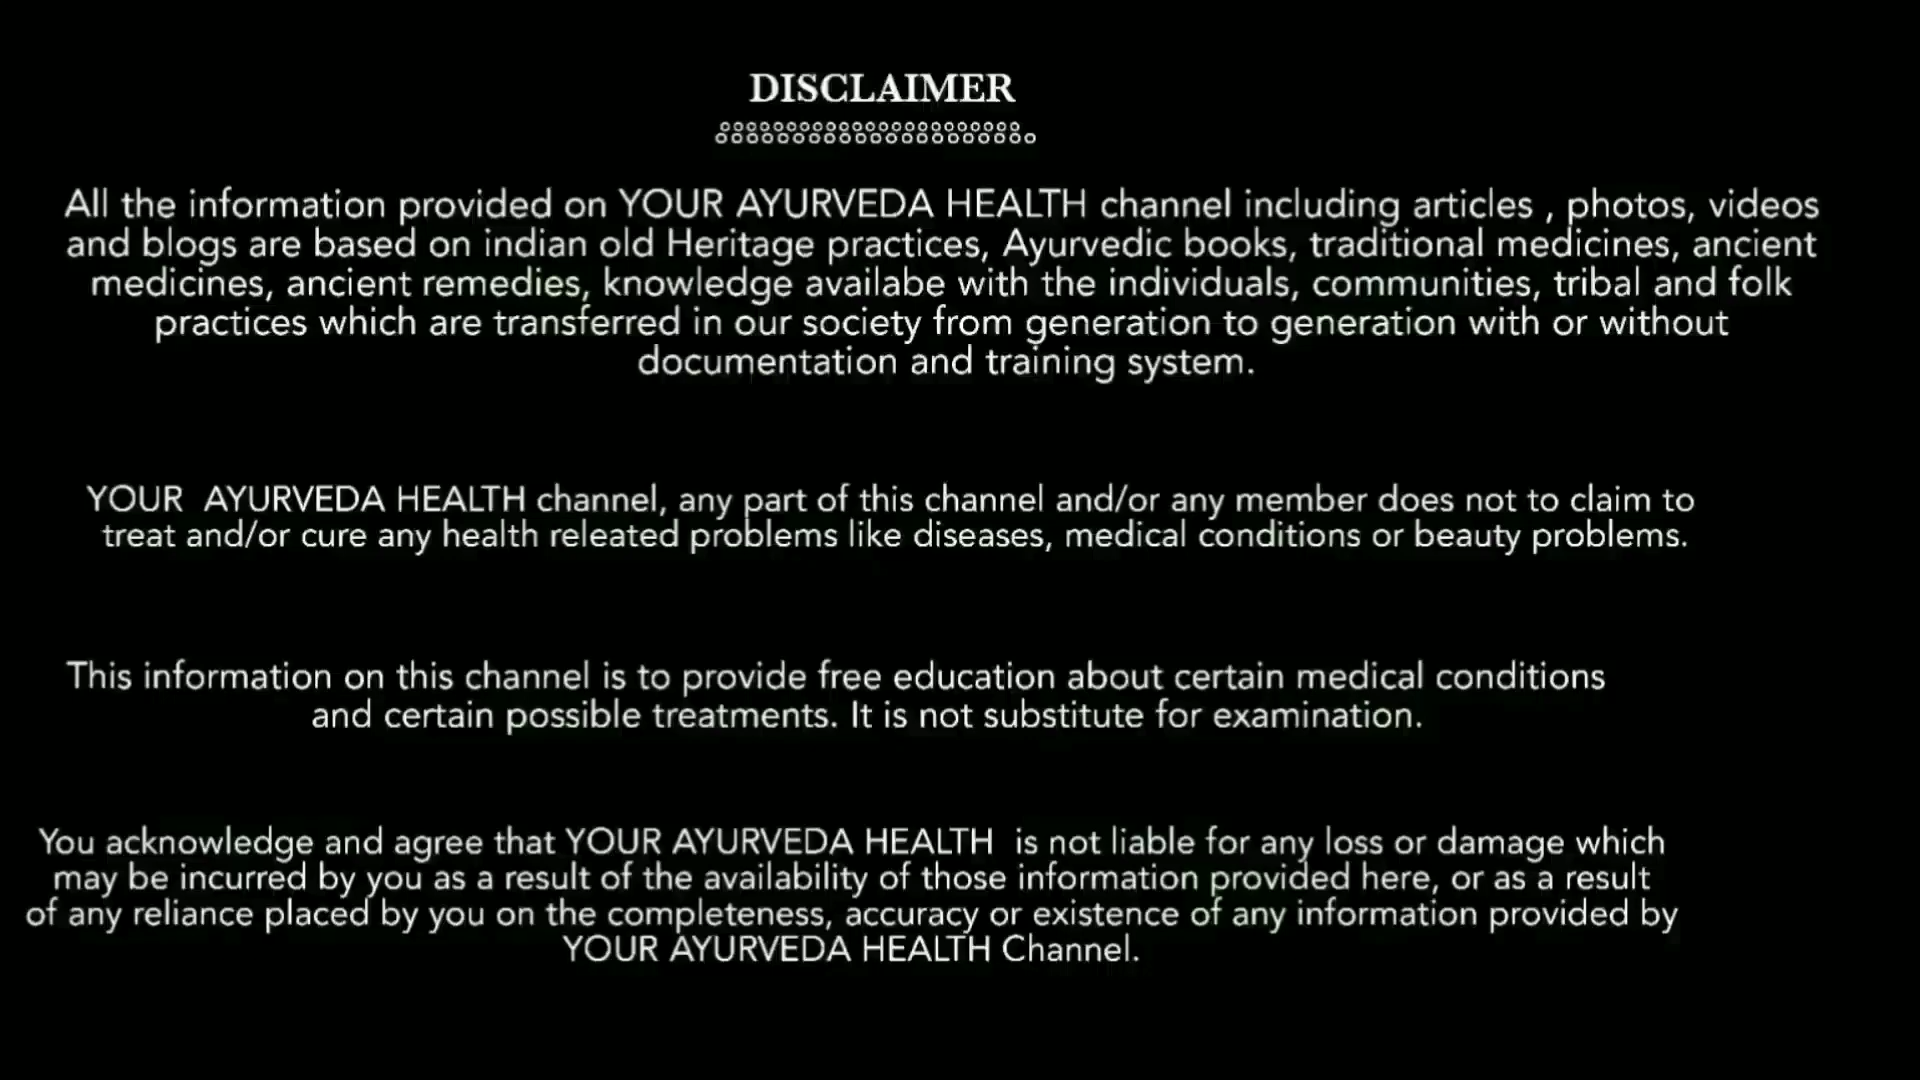 DISCLAIMER
All the information provided on YOUR AYURVEDA HEALTH channel including articles , photos, videos
and blogs are based on indian old Heritage practices, Ayurvedic books, traditional medicines, ancient
medicines, ancient remedies, knowledge availabe with the individuals, communities, tribal and folk
practices which are transferred in our society from generation to generation with or without
documentation and training system.
YOUR AYURVEDA HEALTH channel, any part of this channel and/or any member does not to claim to
treat and/or cure any health releated problems like diseases, medical conditions or beauty problems.
This information on this channel is to provide free education about certain medical conditions
and certain possible treatments. It is not substitute for examination.
You acknowledge and agree that YOUR AYURVEDA HEALTH is not liable for any loss or damage which
may be incurred by you as a result of the availability of those information provided here, or as a result
of any reliance placed by you on the completeness, accuracy or existence of any information provided by
YOUR AYURVEDA HEALTH Channel.